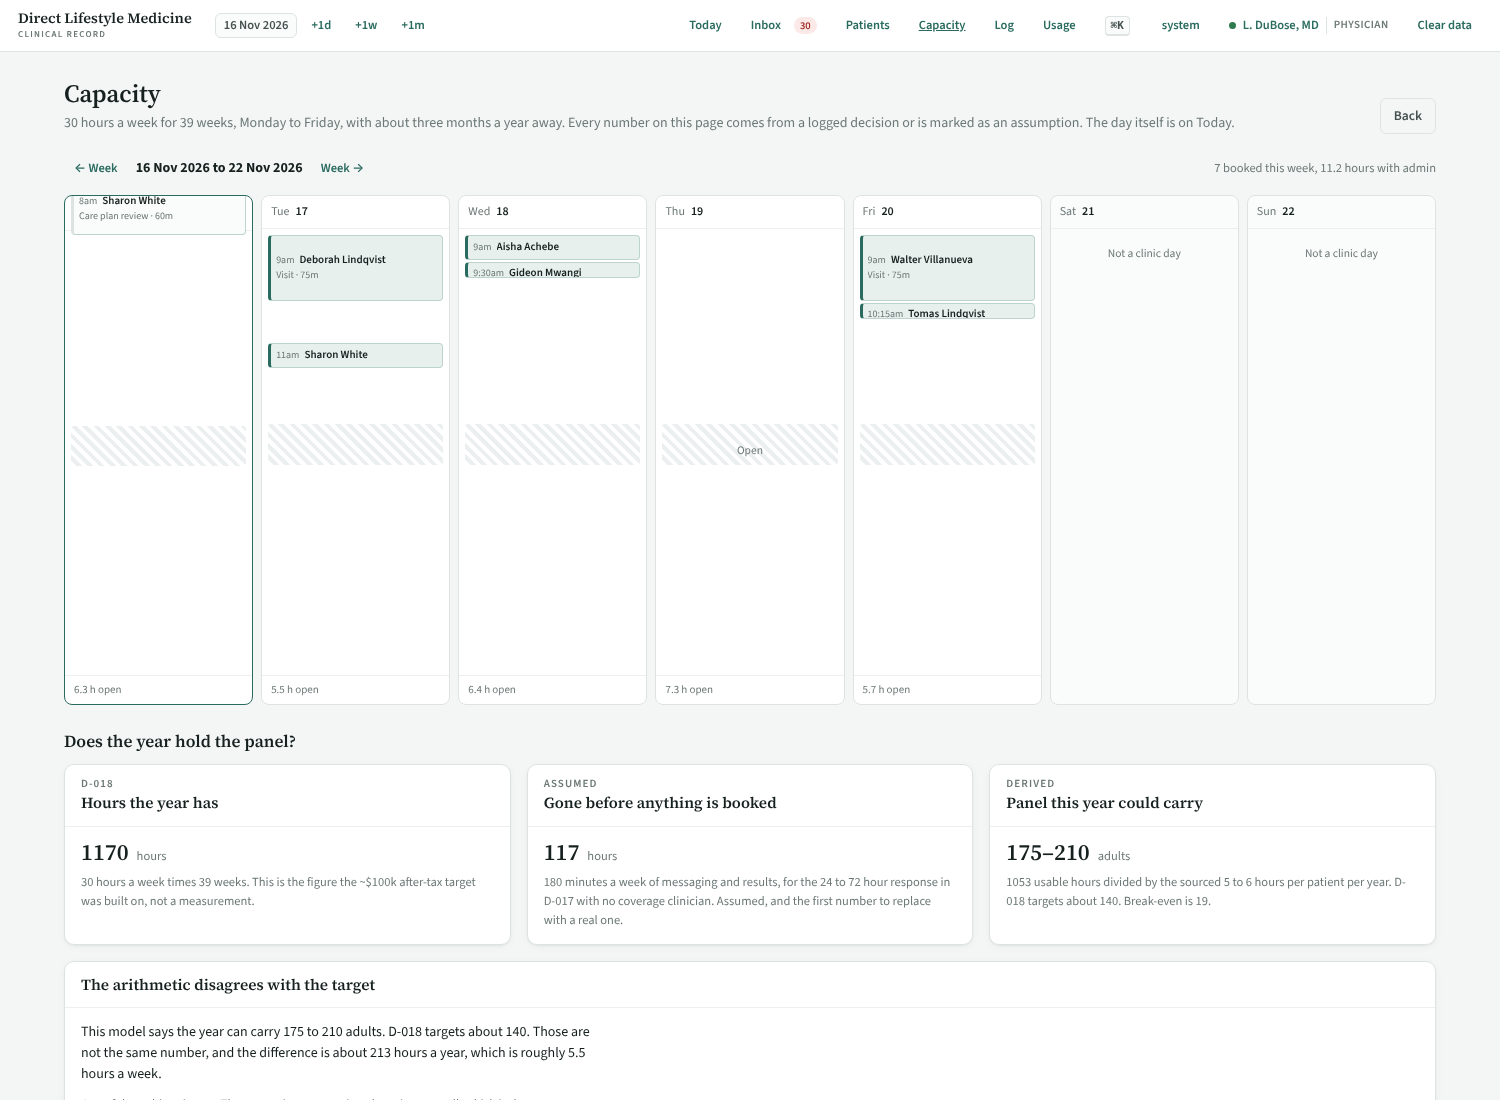 Direct Lifestyle Medicine
CLINICAL RECORD
16 Nov 2026 +1d +1w +1m
Today Inbox 30 Patients Capacity Log Usage ⌘K system L. DuBose, MD PHYSICIAN Clear data
Capacity
30 hours a week for 39 weeks, Monday to Friday, with about three months a year away. Every number on this page comes from a logged decision or is marked as an assumption. The day itself is on Today.
Back
← Week 16 Nov 2026 to 22 Nov 2026 Week →
7 booked this week, 11.2 hours with admin
8am Sharon White
Care plan review · 60m
6.3 h open
Tue 17
9am Deborah Lindqvist
Visit · 75m
11am Sharon White
5.5 h open
Wed 18
9am Aisha Achebe
9:30am Gideon Mwangi
6.4 h open
Thu 19
Open
7.3 h open
Fri 20
9am Walter Villanueva
Visit · 75m
10:15am Tomas Lindqvist
5.7 h open
Sat 21
Not a clinic day
Sun 22
Not a clinic day
Does the year hold the panel?
D-018
Hours the year has
1170 hours
30 hours a week times 39 weeks. This is the figure the ~$100k after-tax target
was built on, not a measurement.
ASSUMED
Gone before anything is booked
117 hours
180 minutes a week of messaging and results, for the 24 to 72 hour response in
D-017 with no coverage clinician. Assumed, and the first number to replace
with a real one.
DERIVED
Panel this year could carry
175–210 adults
1053 usable hours divided by the sourced 5 to 6 hours per patient per year. D-
018 targets about 140. Break-even is 19.
The arithmetic disagrees with the target
This model says the year can carry 175 to 210 adults. D-018 targets about 140. Those are
not the same number, and the difference is about 213 hours a year, which is roughly 5.5
hours a week.